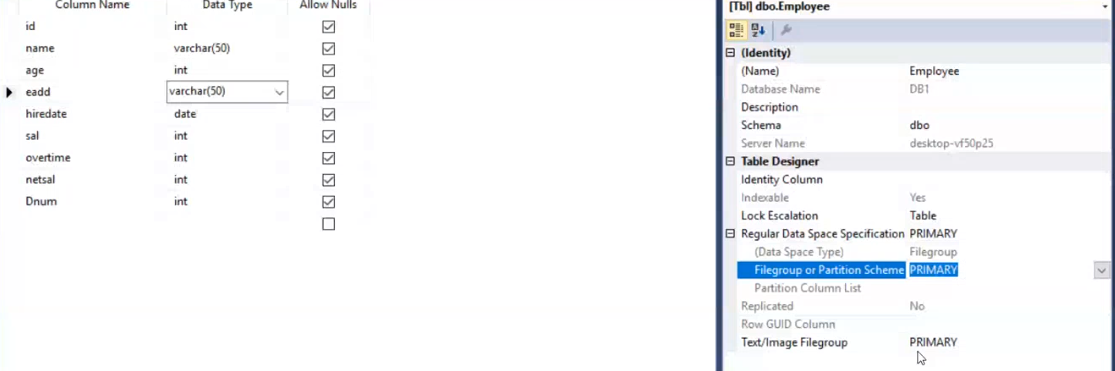 Column Name Data Type Allow Nulls
id int
name varchar(50)
age int
eadd varchar(50)
hiredate date
sal int
overtime int
netsal int
Dnum int
[Tbl] dbo.Employee
(Identity)
(Name) Employee
Database Name DB1
Description
Schema dbo
Server Name desktop-vf50p25
Table Designer
Identity Column
Indexable Yes
Lock Escalation Table
Regular Data Space Specification PRIMARY
(Data Space Type) Filegroup
Filegroup or Partition Scheme PRIMARY
Partition Column List
Replicated No
Row GUID Column
Text/Image Filegroup PRIMARY